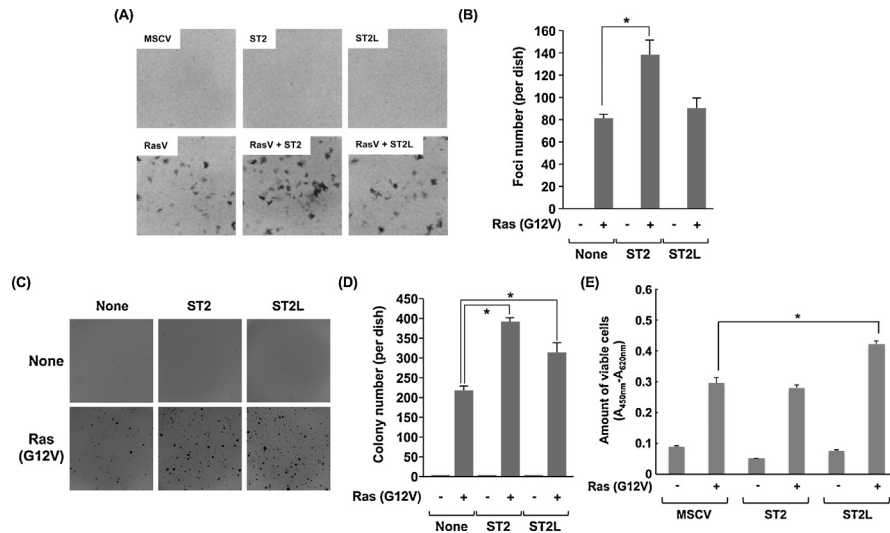 (A)
MSCV
ST2
ST2L
RasV
RasV + ST2
RasV + ST2L
(B)
Foci number (per dish)
160
140
120
100
80
60
40
20
0
*
Ras (G12V)
- + - + - +
None ST2 ST2L
(C)
None ST2 ST2L
None
Ras
(G12V)
(D)
Colony number (per dish)
450
400
350
300
250
200
150
100
50
0
*
*
Ras (G12V)
- + - + - +
None ST2 ST2L
(E)
Amount of viable cells
(A450nm-A620nm)
0.6
0.5
0.4
0.3
0.2
0.1
0
*
Ras (G12V)
- + - + - +
MSCV ST2 ST2L